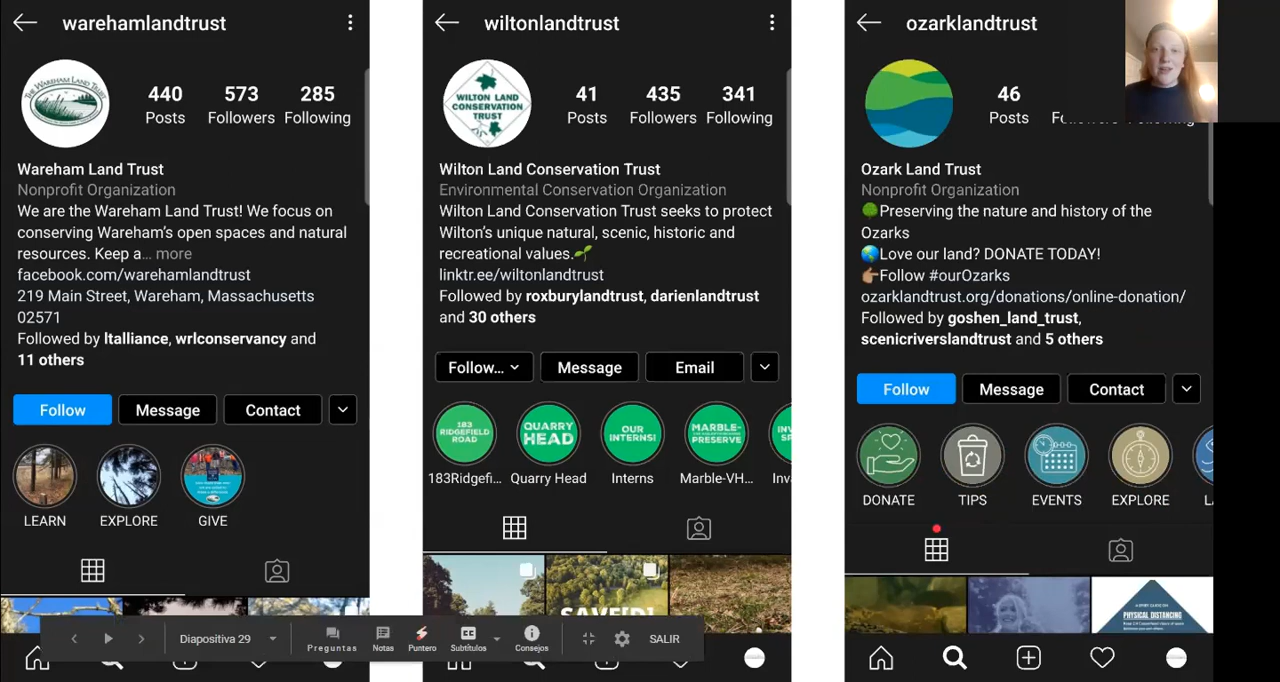 warehamlandtrust
THE WAREHAM LAND TRUST
440
573
285
Posts
Followers
Following
Wareham Land Trust
Nonprofit Organization
We are the Wareham Land Trust! We focus on
conserving Wareham's open spaces and natural
resources. Keep a... more
facebook.com/warehamlandtrust
219 Main Street, Wareham, Massachusetts
02571
Followed by ltalliance, wrlconservancy and
11 others
Follow
Message
Contact
LEARN
EXPLORE
GIVE
wiltonlandtrust
WILTON LAND
CONSERVATION
TRUST
41
435
341
Posts
Followers
Following
Wilton Land Conservation Trust
Environmental Conservation Organization
Wilton Land Conservation Trust seeks to protect
Wilton's unique natural, scenic, historic and
recreational values.🌱
linktr.ee/wiltonlandtrust
Followed by roxburylandtrust, darienlandtrust
and 30 others
Follow...
Message
Email
183
RIDGEFIELD
ROAD
QUARRY
HEAD
OUR
INTERNS!
MARBLE-
PRESERVE
183Ridgefi...
Quarry Head
Interns
Marble-VH...
Inv
SAVE[D]
ozarklandtrust
46
Posts
Ozark Land Trust
Nonprofit Organization
🌳Preserving the nature and history of the
Ozarks
🌎Love our land? DONATE TODAY!
👉🏽Follow #ourOzarks
ozarklandtrust.org/donations/online-donation/
Followed by goshen_land_trust,
scenicriverslandtrust and 5 others
Follow
Message
Contact
DONATE
TIPS
EVENTS
EXPLORE
PHYSICAL DISTANCING
Diapositiva 29
Preguntas
Notas
Puntero
CC
Subtítulos
Consejos
SALIR